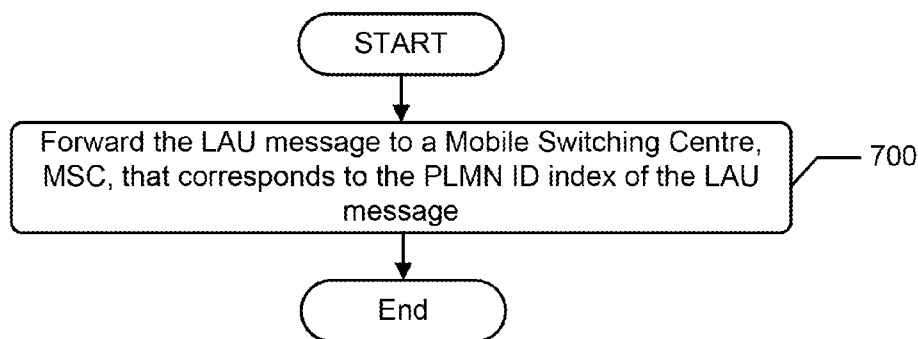 START
Forward the LAU message to a Mobile Switching Centre,
MSC, that corresponds to the PLMN ID index of the LAU
message
700
End